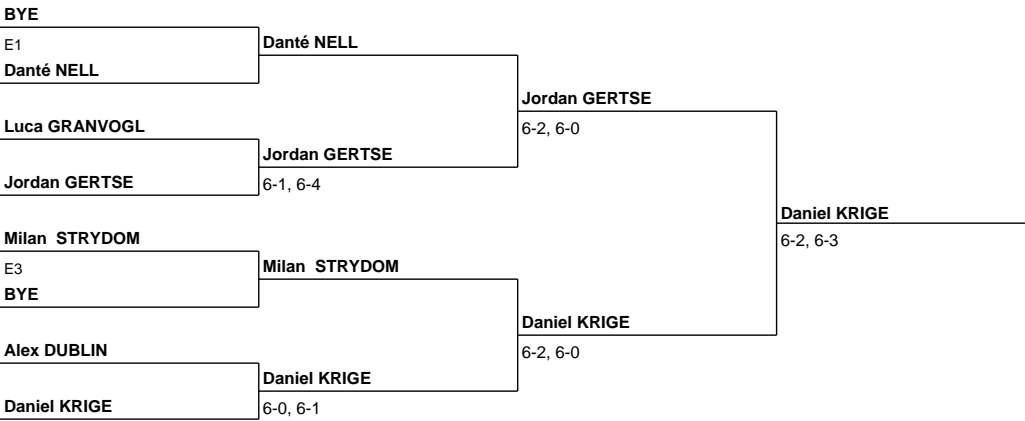 BYE
E1
Danté NELL
Danté NELL
Luca GRANVOGL
Jordan GERTSE
Jordan GERTSE
6-1, 6-4
Jordan GERTSE
6-2, 6-0
Milan  STRYDOM
E3
BYE
Milan  STRYDOM
Alex DUBLIN
Daniel KRIGE
Daniel KRIGE
6-0, 6-1
Daniel KRIGE
6-2, 6-0
Daniel KRIGE
6-2, 6-3